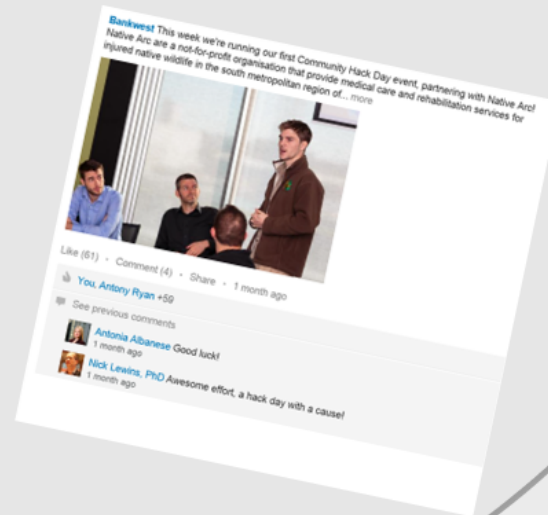 Bankwest This week we're running our first Community Hack Day event, partnering with Native Arc!
Native Arc are a not-for-profit organisation that provide medical care and rehabilitation services for
injured native wildlife in the south metropolitan region of... more
Like (61) · Comment (4) · Share · 1 month ago
You, Antony Ryan +59
See previous comments
Antonia Albanese Good luck!
1 month ago
Nick Lewins, PhD Awesome effort, a hack day with a cause!
1 month ago